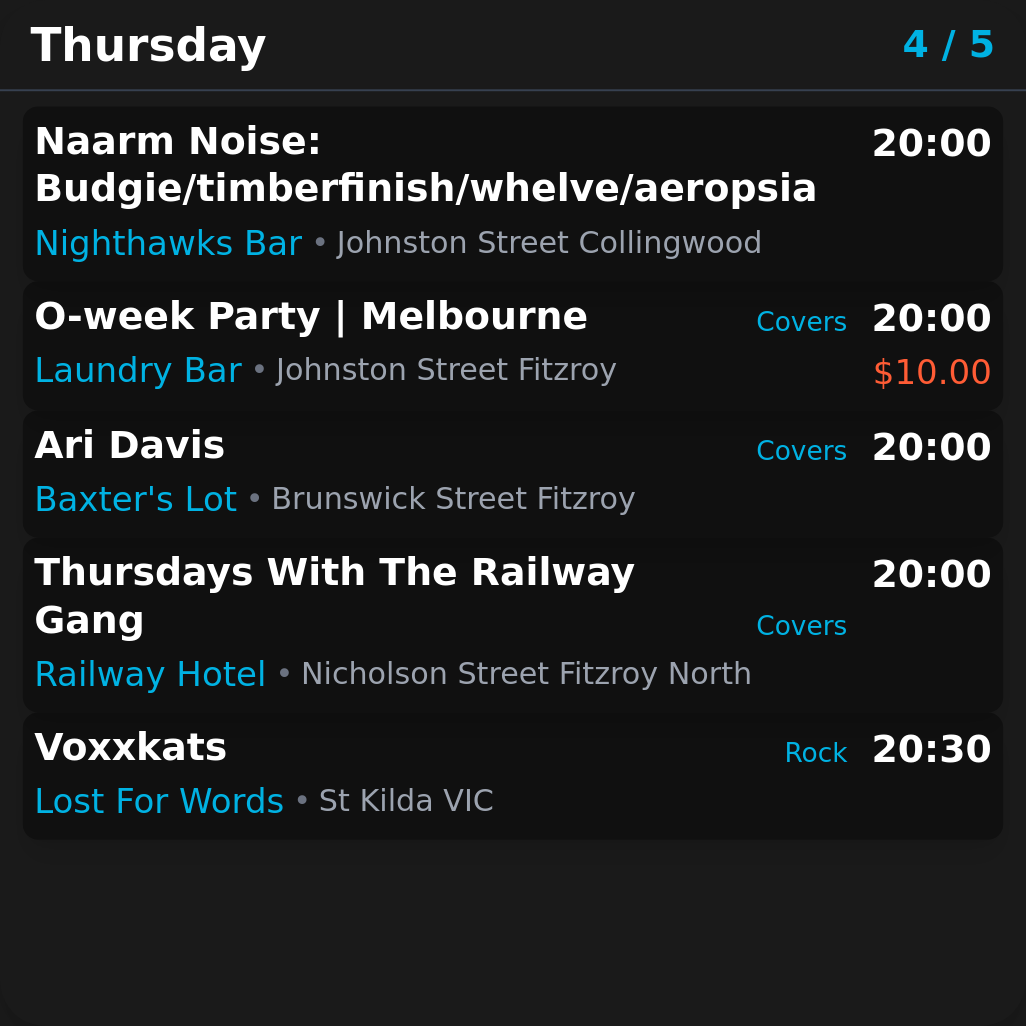 Thursday 4 / 5
Naarm Noise: 20:00
Budgie/timberfinish/whelve/aeropsia
Nighthawks Bar • Johnston Street Collingwood
O-week Party | Melbourne Covers 20:00
Laundry Bar • Johnston Street Fitzroy $10.00
Ari Davis Covers 20:00
Baxter's Lot • Brunswick Street Fitzroy
Thursdays With The Railway 20:00
Gang Covers
Railway Hotel • Nicholson Street Fitzroy North
Voxxkats Rock 20:30
Lost For Words • St Kilda VIC